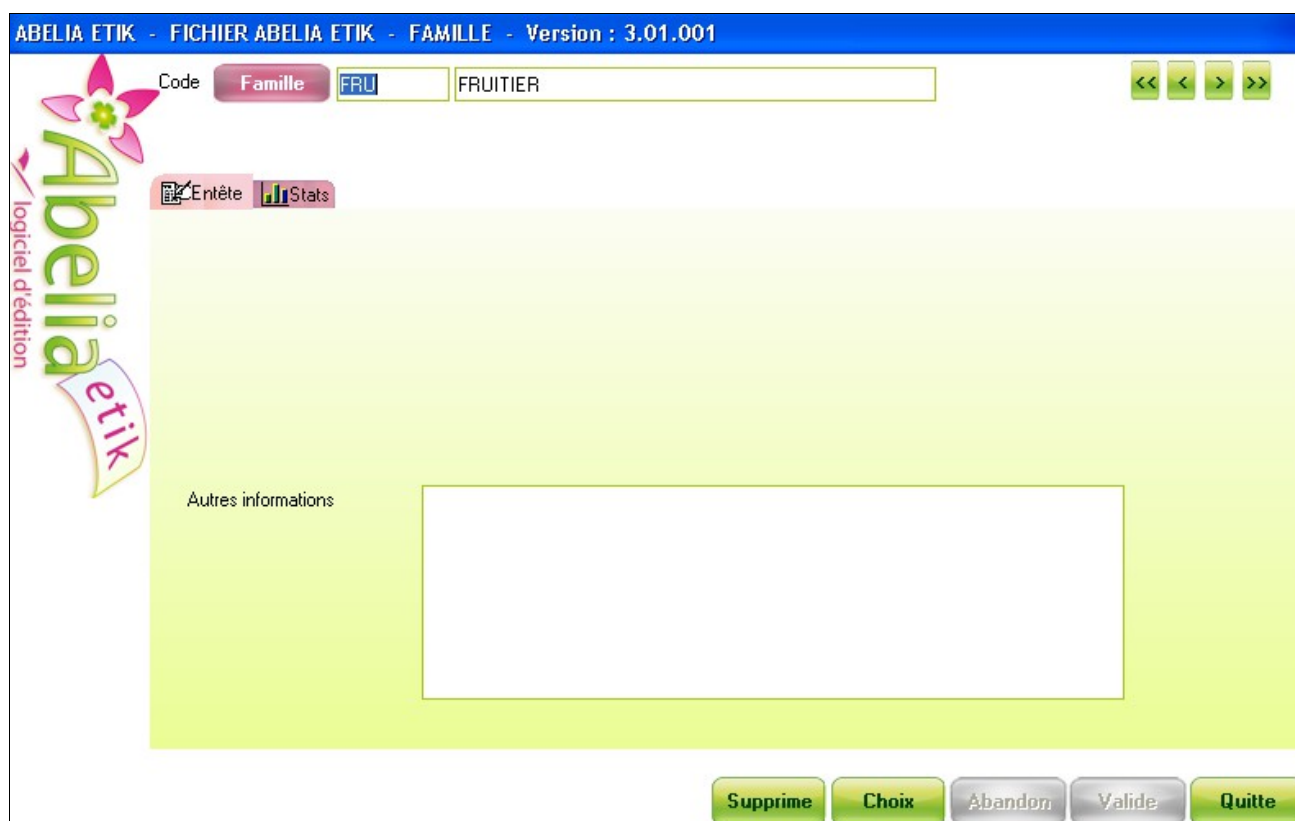 ABELIA ETIK - FICHIER ABELIA ETIK - FAMILLE - Version : 3.01.001
Code Famille FRU FRUITIER << < > >>
Abelia etik
logiciel d'édition
Entête Stats
Autres informations
Supprime Choix Abandon Valide Quitte